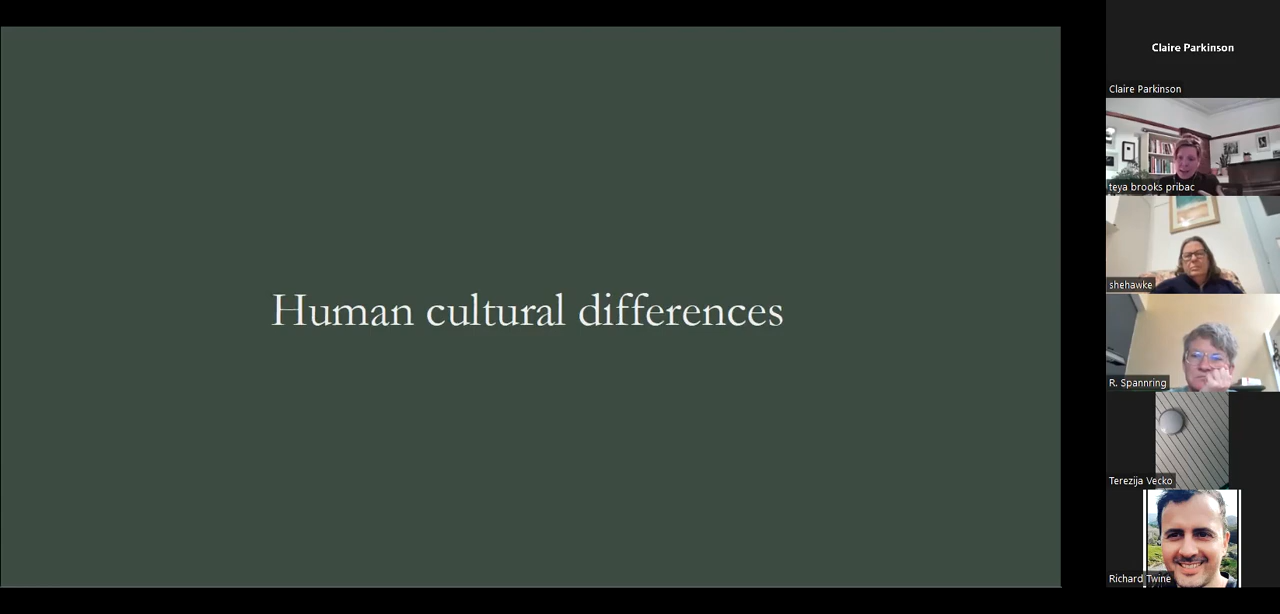 Human cultural differences
Claire Parkinson
Claire Parkinson
teya brooks pribac
shehawke
R. Spannring
Terezija Vecko
Richard Twine